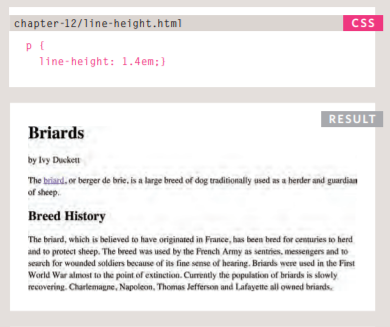 chapter-12/line-height.html
CSS
p {
line-height: 1.4em;}
RESULT
Briards
by Ivy Duckett
The briard, or berger de brie, is a large breed of dog traditionally used as a herder and guardian
of sheep.
Breed History
The briard, which is believed to have originated in France, has been bred for centuries to herd
and to protect sheep. The breed was used by the French Army as sentries, messengers and to
search for wounded soldiers because of its fine sense of hearing. Briards were used in the First
World War almost to the point of extinction. Currently the population of briards is slowly
recovering. Charlemagne, Napoleon, Thomas Jefferson and Lafayette all owned briards.